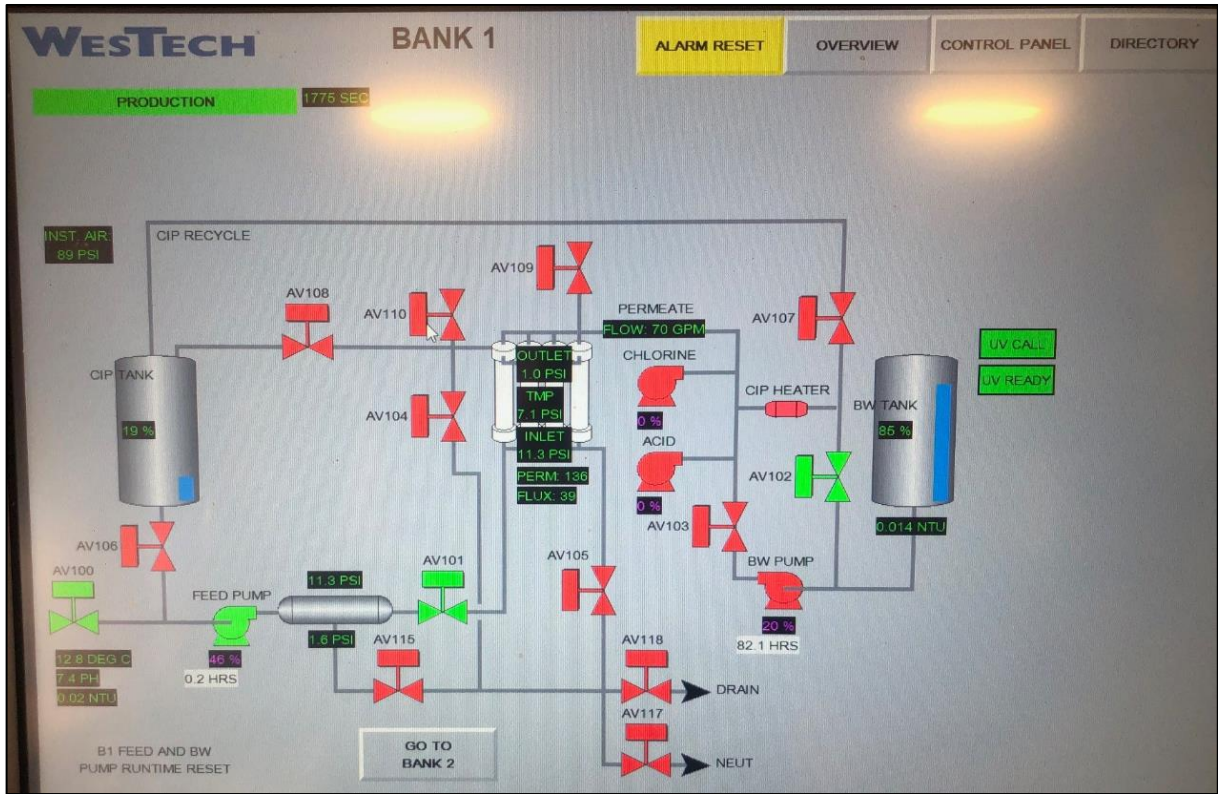 WESTECH
BANK 1
ALARM RESET
OVERVIEW
CONTROL PANEL
DIRECTORY
PRODUCTION
1775 SEC
INST. AIR:
89 PSI
CIP RECYCLE
AV109
AV108
AV110
PERMEATE
FLOW: 70 GPM
AV107
UV CALL
UV READY
OUTLET
1.0 PSI
CHLORINE
0 %
CIP TANK
19 %
TMP
7.1 PSI
CIP HEATER
BW TANK
85 %
AV104
INLET
11.3 PSI
ACID
0 %
PERM: 136
FLUX: 39
AV102
0.014 NTU
AV103
AV106
AV100
AV101
AV105
BW PUMP
20 %
82.1 HRS
FEED PUMP
11.3 PSI
1.6 PSI
46 %
0.2 HRS
12.8 DEG C
7.4 PH
0.02 NTU
AV115
AV118
DRAIN
AV117
NEUT
B1 FEED AND BW
PUMP RUNTIME RESET
GO TO
BANK 2